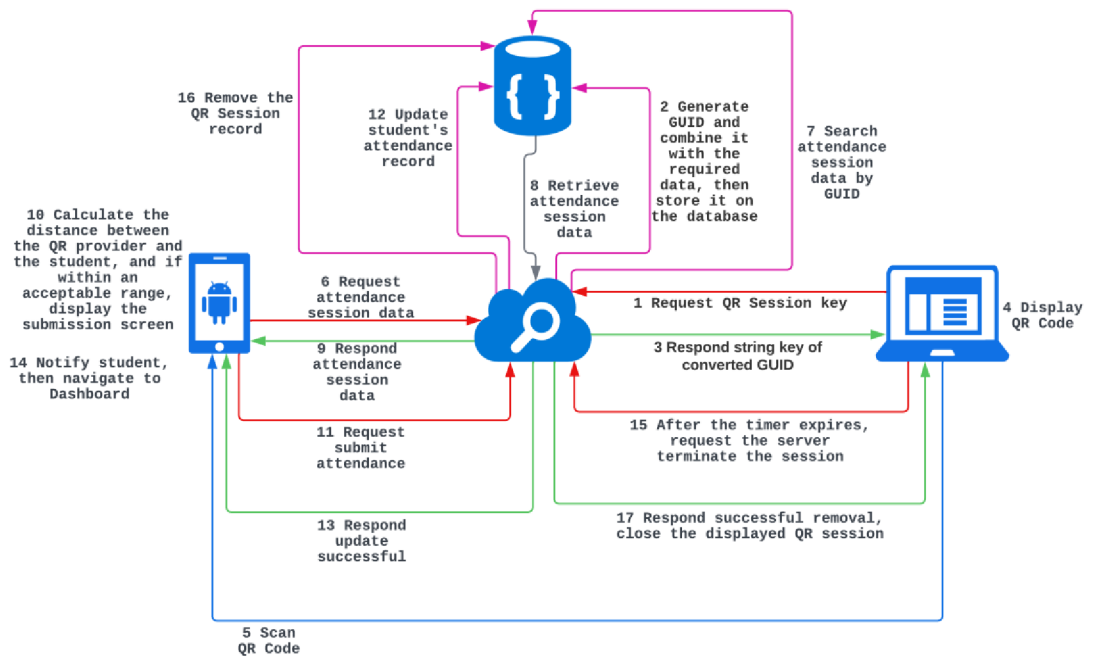 16 Remove the
QR Session
record
12 Update
student's
attendance
record
{ }
2 Generate
GUID and
combine it
with the
required
data, then
store it on
the database
7 Search
attendance
session
data by
GUID
8 Retrieve
attendance
session
data
10 Calculate the
distance between
the QR provider and
the student, and if
within an
acceptable range,
display the
submission screen
14 Notify student,
then navigate to
Dashboard
6 Request
attendance
session data
9 Respond
attendance
session
data
11 Request
submit
attendance
13 Respond
update
successful
1 Request QR Session key
3 Respond string key of
converted GUID
4 Display
QR Code
15 After the timer expires,
request the server
terminate the session
17 Respond successful removal,
close the displayed QR session
5 Scan
QR Code